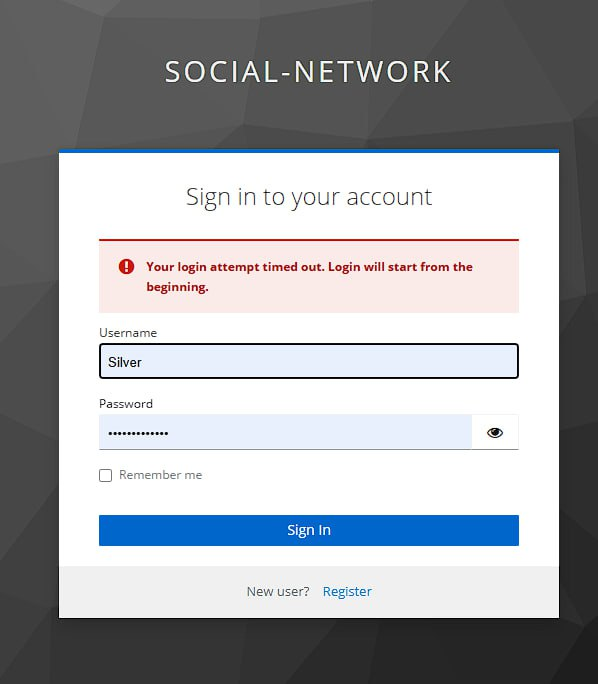 SOCIAL-NETWORK
Sign in to your account
Your login attempt timed out. Login will start from the
beginning.
Username
Silver
Password
•••••••••••••
Remember me
Sign In
New user? Register